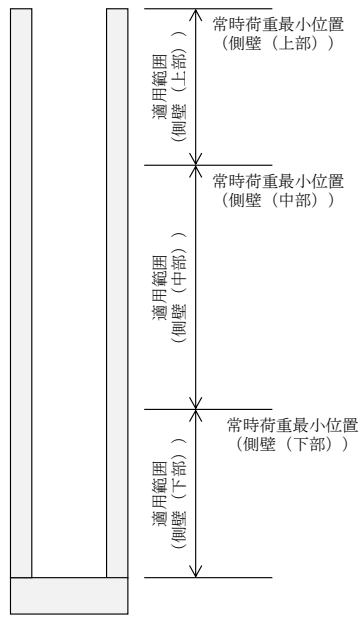 常時荷重最小位置
（側壁（上部））
適用範囲
（側壁（上部））
常時荷重最小位置
（側壁（中部））
適用範囲
（側壁（中部））
常時荷重最小位置
（側壁（下部））
適用範囲
（側壁（下部））